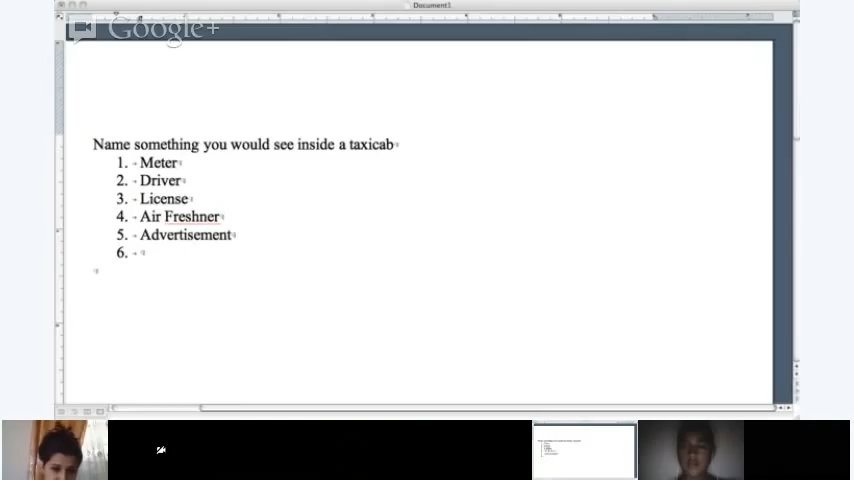 Document1
Google+
Name something you would see inside a taxicab
1. Meter
2. Driver
3. License
4. Air Freshner
5. Advertisement
6.